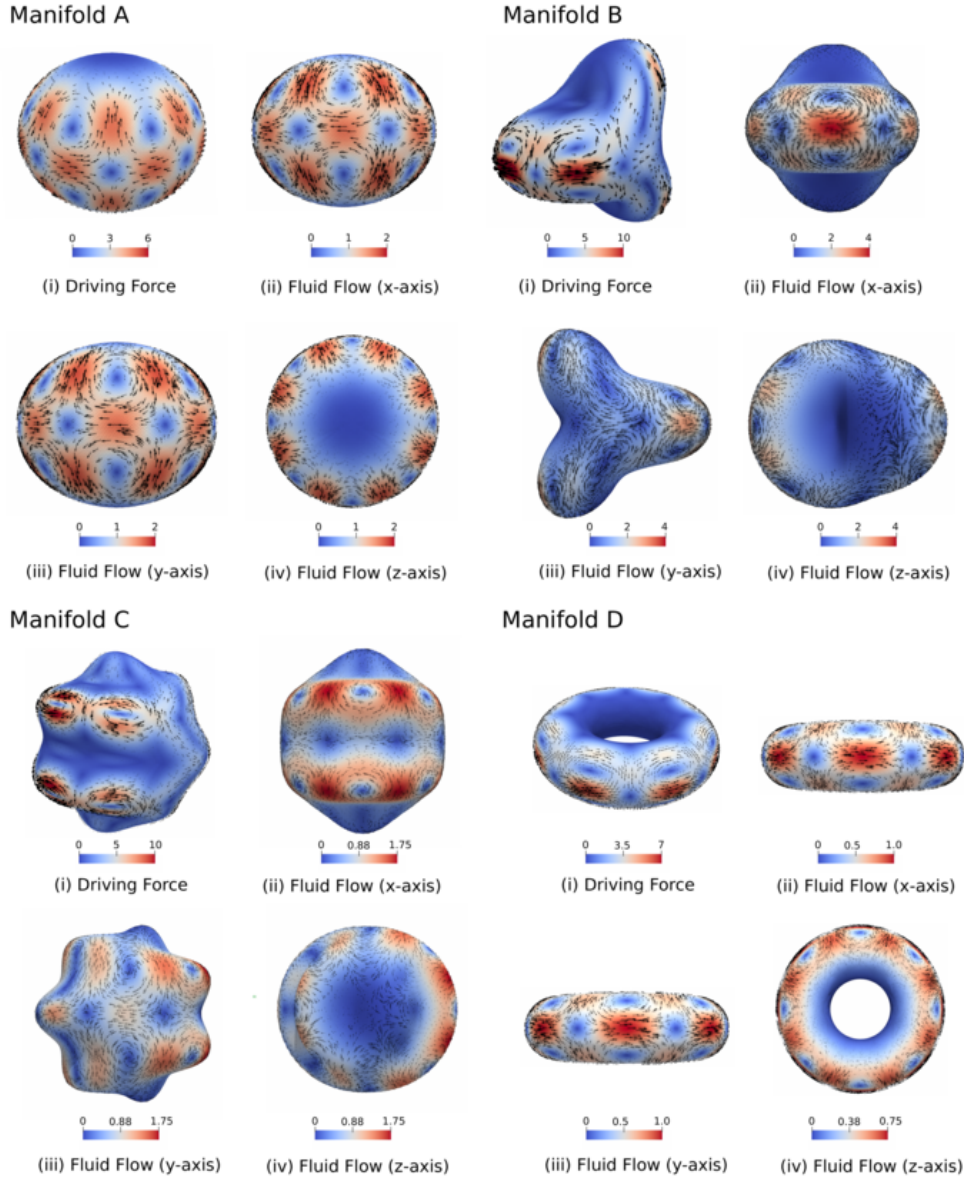 Manifold A
Manifold B
0 3 6
0 1 2
0 5 10
0 2 4
(i) Driving Force
(ii) Fluid Flow (x-axis)
(i) Driving Force
(ii) Fluid Flow (x-axis)
0 1 2
0 1 2
0 2 4
0 2 4
(iii) Fluid Flow (y-axis)
(iv) Fluid Flow (z-axis)
(iii) Fluid Flow (y-axis)
(iv) Fluid Flow (z-axis)
Manifold C
Manifold D
0 5 10
0 0.88 1.75
0 3.5 7
0 0.5 1.0
(i) Driving Force
(ii) Fluid Flow (x-axis)
(i) Driving Force
(ii) Fluid Flow (x-axis)
0 0.88 1.75
0 0.88 1.75
0 0.5 1.0
0 0.38 0.75
(iii) Fluid Flow (y-axis)
(iv) Fluid Flow (z-axis)
(iii) Fluid Flow (y-axis)
(iv) Fluid Flow (z-axis)